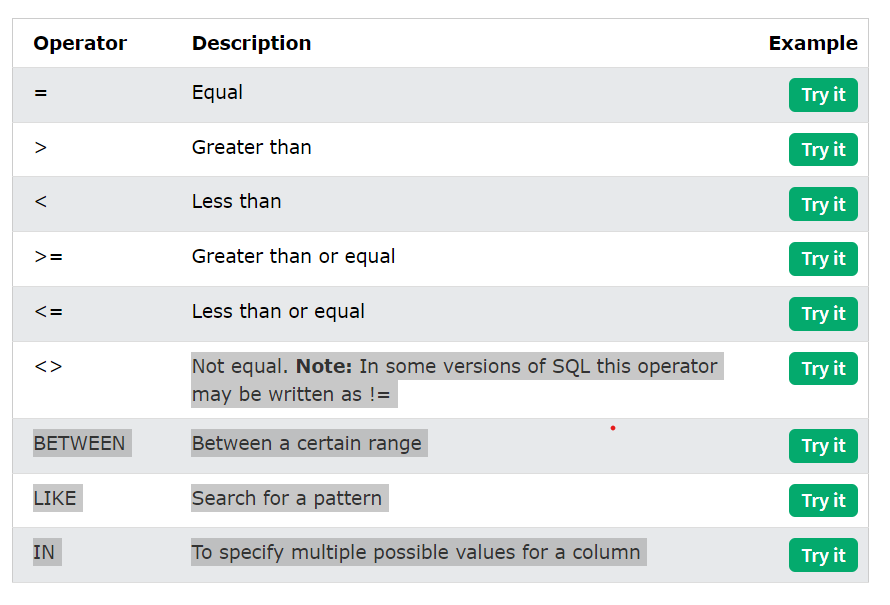 Operator Description Example
= Equal Try it
> Greater than Try it
< Less than Try it
>= Greater than or equal Try it
<= Less than or equal Try it
<> Not equal. Note: In some versions of SQL this operator Try it
may be written as !=
BETWEEN Between a certain range Try it
LIKE Search for a pattern Try it
IN To specify multiple possible values for a column Try it